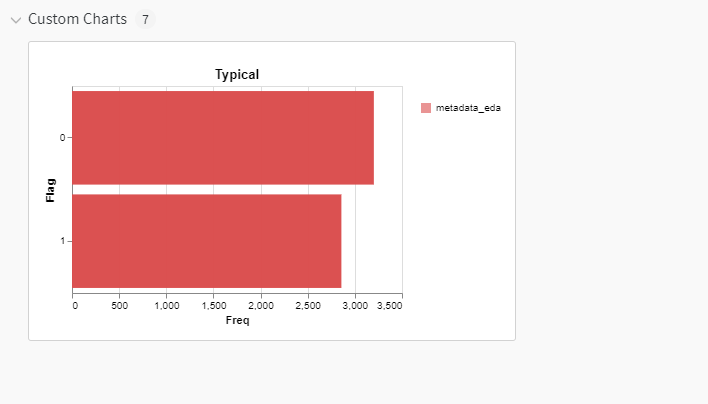 Custom Charts 7
Typical
metadata_eda
0
1
Flag
0 500 1,000 1,500 2,000 2,500 3,000 3,500
Freq